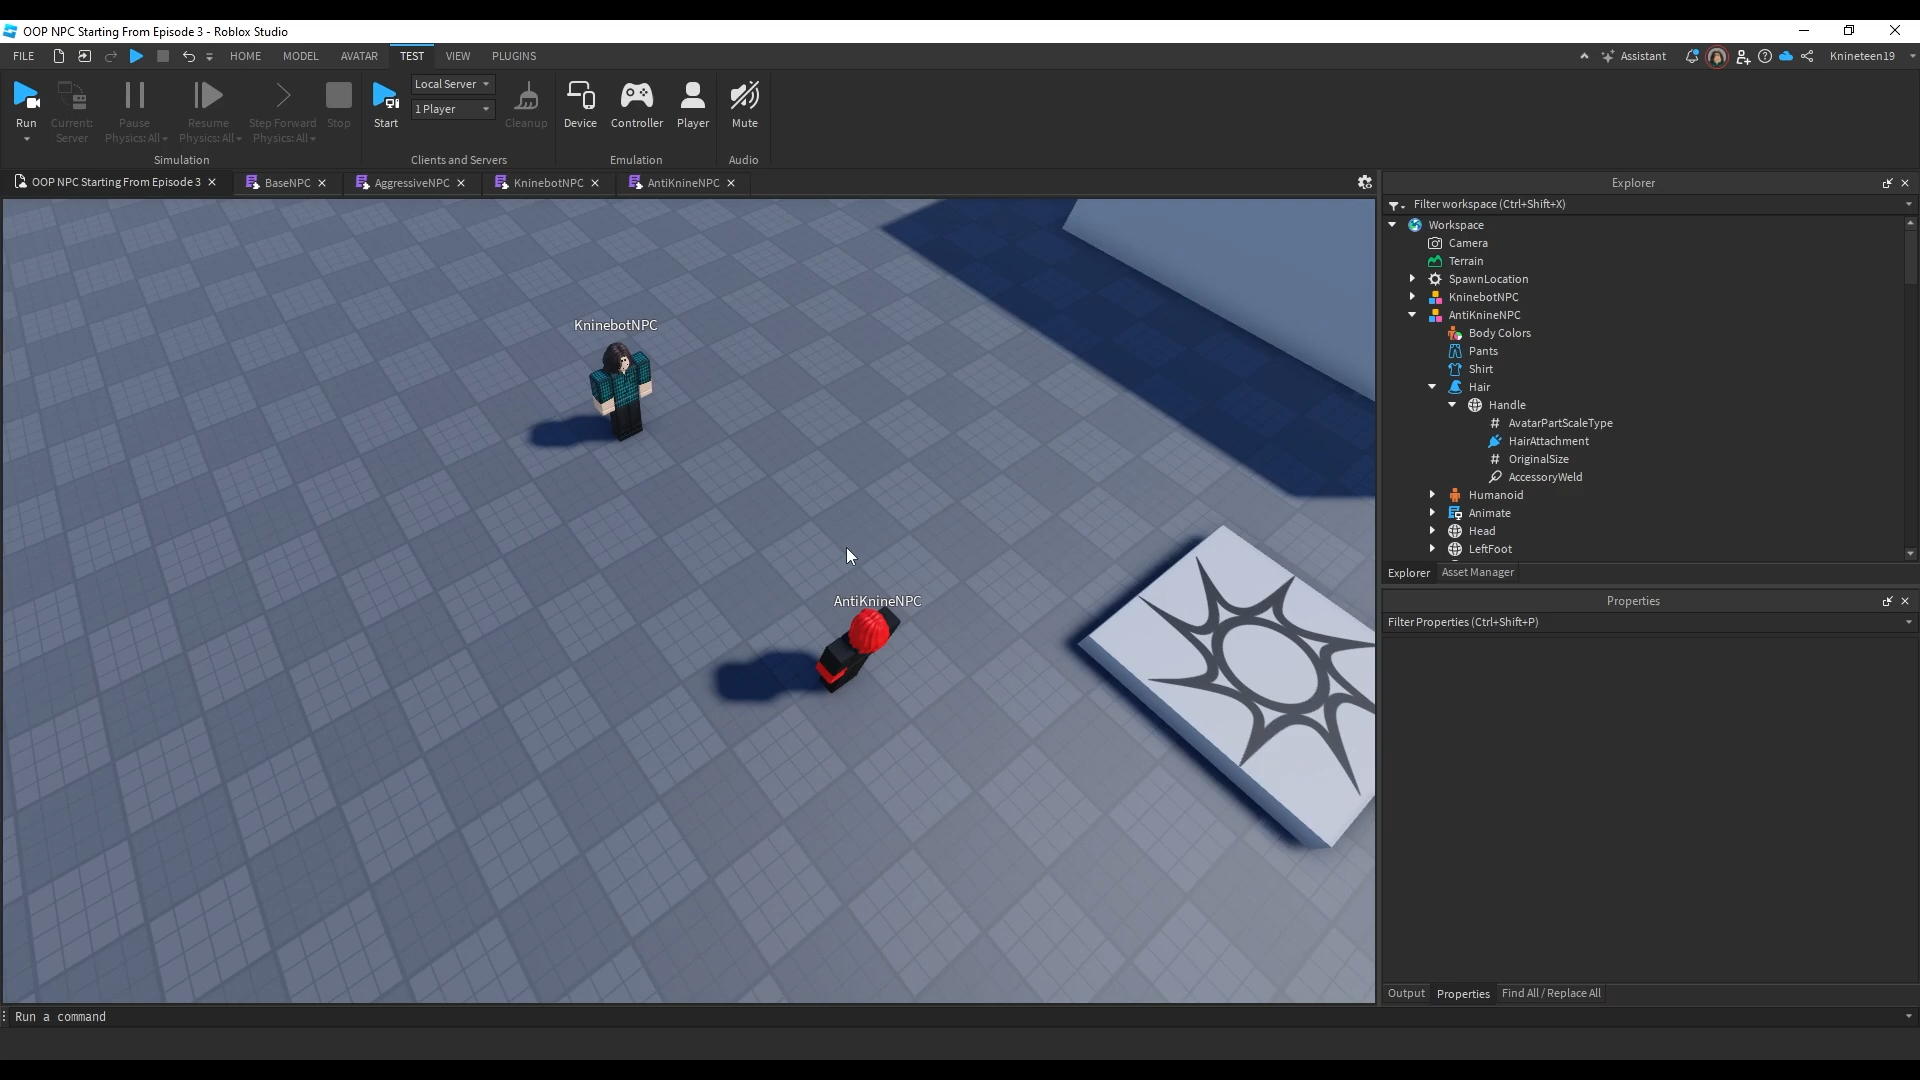 OOP NPC Starting From Episode 3 - Roblox Studio
FILE HOME MODEL AVATAR TEST VIEW PLUGINS Assistant Knineteen19
Run Current: Server Pause Physics: All Resume Physics: All Step Forward Physics: All Stop
Simulation
Start Local Server 1 Player Cleanup
Clients and Servers
Device Controller Player
Emulation
Mute
Audio
OOP NPC Starting From Episode 3 BaseNPC AggressiveNPC KninebotNPC AntiKnineNPC
KninebotNPC
AntiKnineNPC
Explorer
Filter workspace (Ctrl+Shift+X)
Workspace
Camera
Terrain
SpawnLocation
KninebotNPC
AntiKnineNPC
Body Colors
Pants
Shirt
Hair
Handle
# AvatarPartScaleType
HairAttachment
# OriginalSize
AccessoryWeld
Humanoid
Animate
Head
LeftFoot
Explorer Asset Manager
Properties
Filter Properties (Ctrl+Shift+P)
Output Properties Find All / Replace All
Run a command